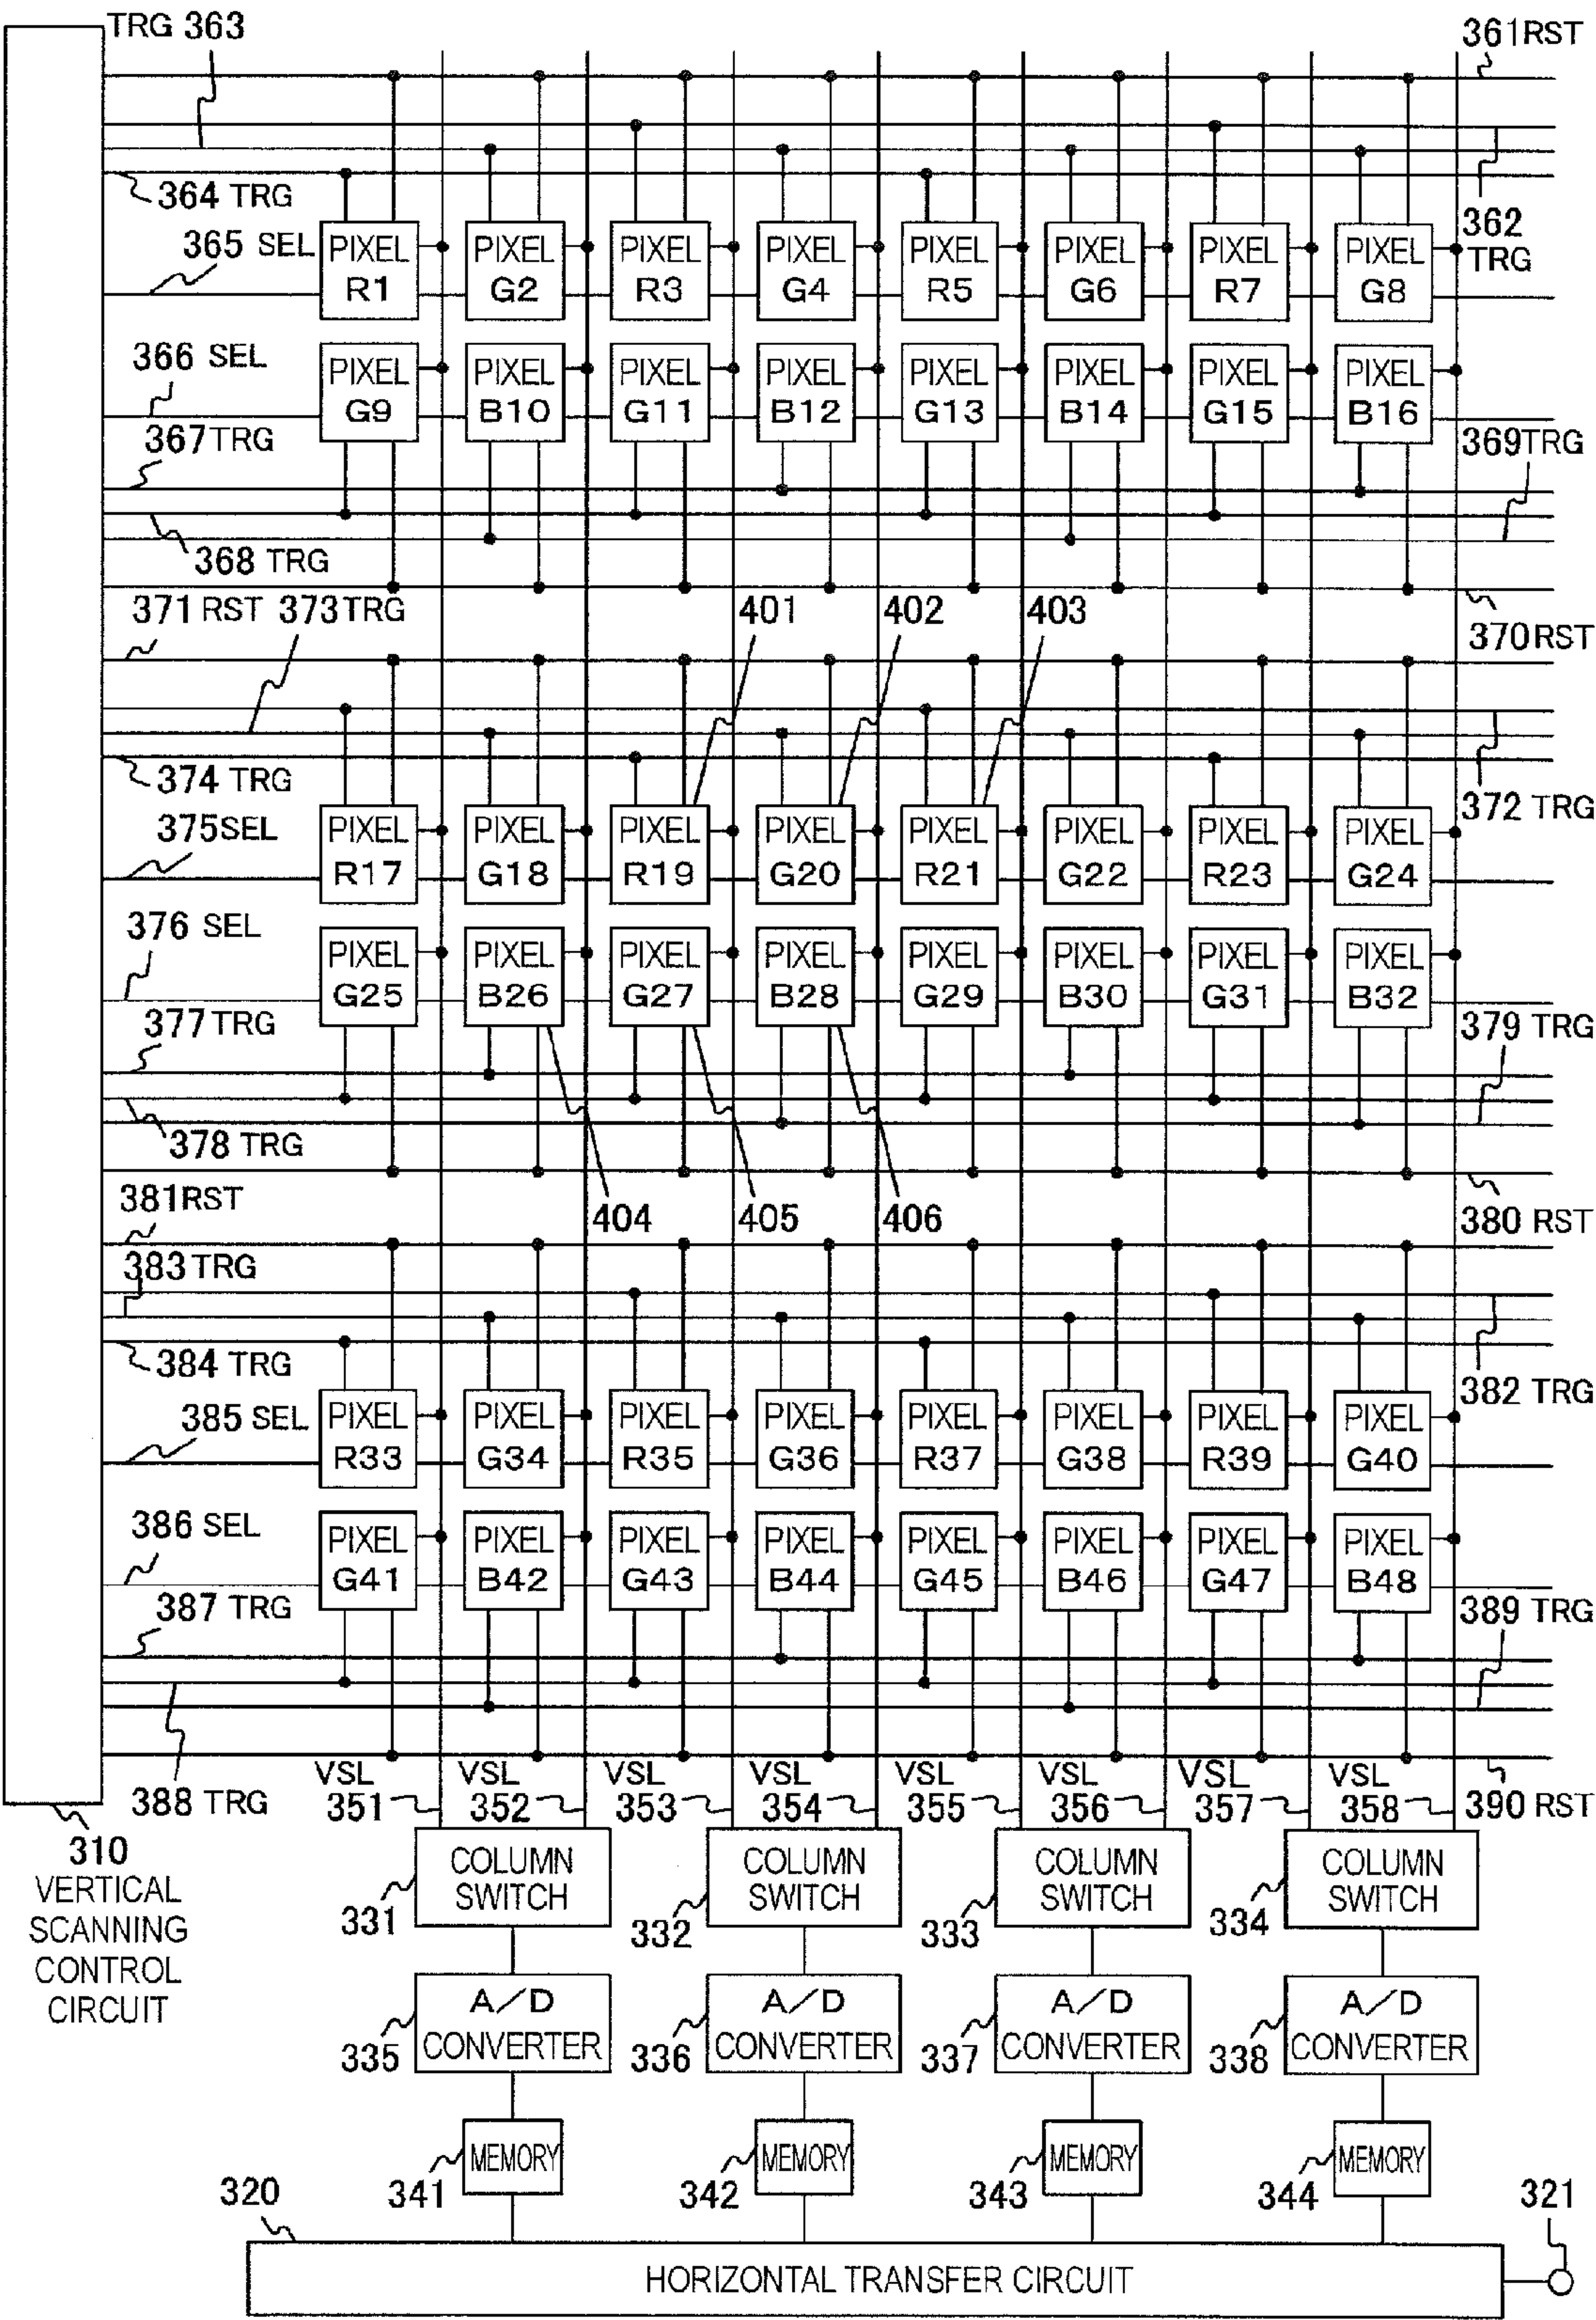 TRG 363
361 RST
364 TRG
362
TRG
365 SEL
PIXEL R1
PIXEL G2
PIXEL R3
PIXEL G4
PIXEL R5
PIXEL G6
PIXEL R7
PIXEL G8
366 SEL
PIXEL G9
PIXEL B10
PIXEL G11
PIXEL B12
PIXEL G13
PIXEL B14
PIXEL G15
PIXEL B16
367 TRG
369 TRG
368 TRG
371 RST
373 TRG
401
402
403
370 RST
374 TRG
372 TRG
375 SEL
PIXEL R17
PIXEL G18
PIXEL R19
PIXEL G20
PIXEL R21
PIXEL G22
PIXEL R23
PIXEL G24
376 SEL
PIXEL G25
PIXEL B26
PIXEL G27
PIXEL B28
PIXEL G29
PIXEL B30
PIXEL G31
PIXEL B32
377 TRG
379 TRG
378 TRG
381 RST
404
405
406
380 RST
383 TRG
384 TRG
382 TRG
385 SEL
PIXEL R33
PIXEL G34
PIXEL R35
PIXEL G36
PIXEL R37
PIXEL G38
PIXEL R39
PIXEL G40
386 SEL
PIXEL G41
PIXEL B42
PIXEL G43
PIXEL B44
PIXEL G45
PIXEL B46
PIXEL G47
PIXEL B48
387 TRG
389 TRG
388 TRG
VSL 351
VSL 352
VSL 353
VSL 354
VSL 355
VSL 356
VSL 357
VSL 358
390 RST
310
VERTICAL
SCANNING
CONTROL
CIRCUIT
COLUMN SWITCH
COLUMN SWITCH
COLUMN SWITCH
COLUMN SWITCH
331
332
333
334
A/D CONVERTER
A/D CONVERTER
A/D CONVERTER
A/D CONVERTER
335
336
337
338
MEMORY
MEMORY
MEMORY
MEMORY
341
342
343
344
320
321
HORIZONTAL TRANSFER CIRCUIT